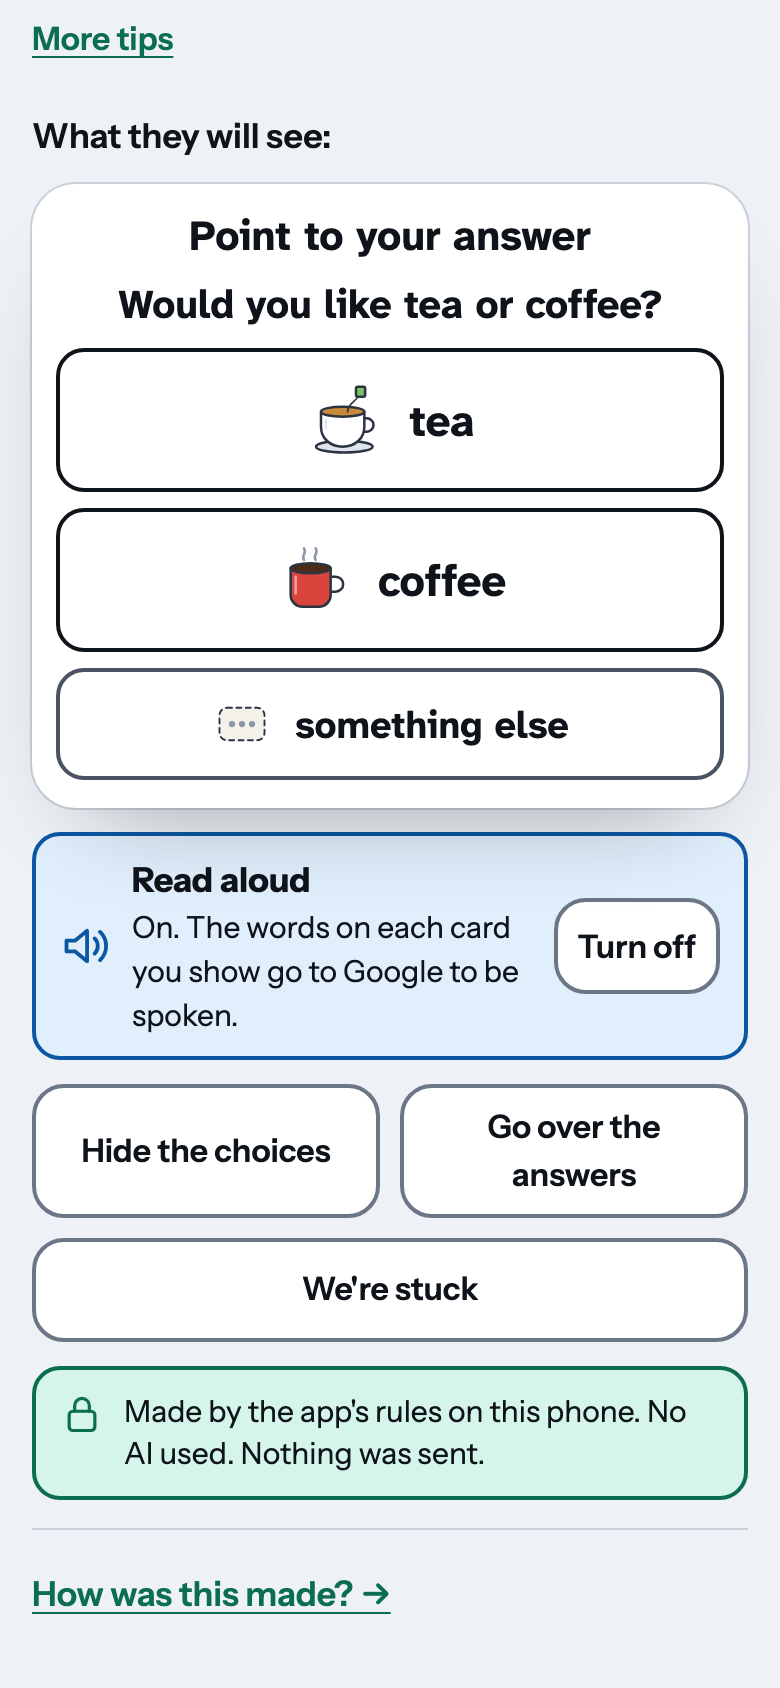 More tips
What they will see:
Point to your answer
Would you like tea or coffee?
tea
coffee
something else
Read aloud
On. The words on each card
you show go to Google to be
spoken.
Turn off
Hide the choices
Go over the
answers
We're stuck
Made by the app's rules on this phone. No
AI used. Nothing was sent.
How was this made? →